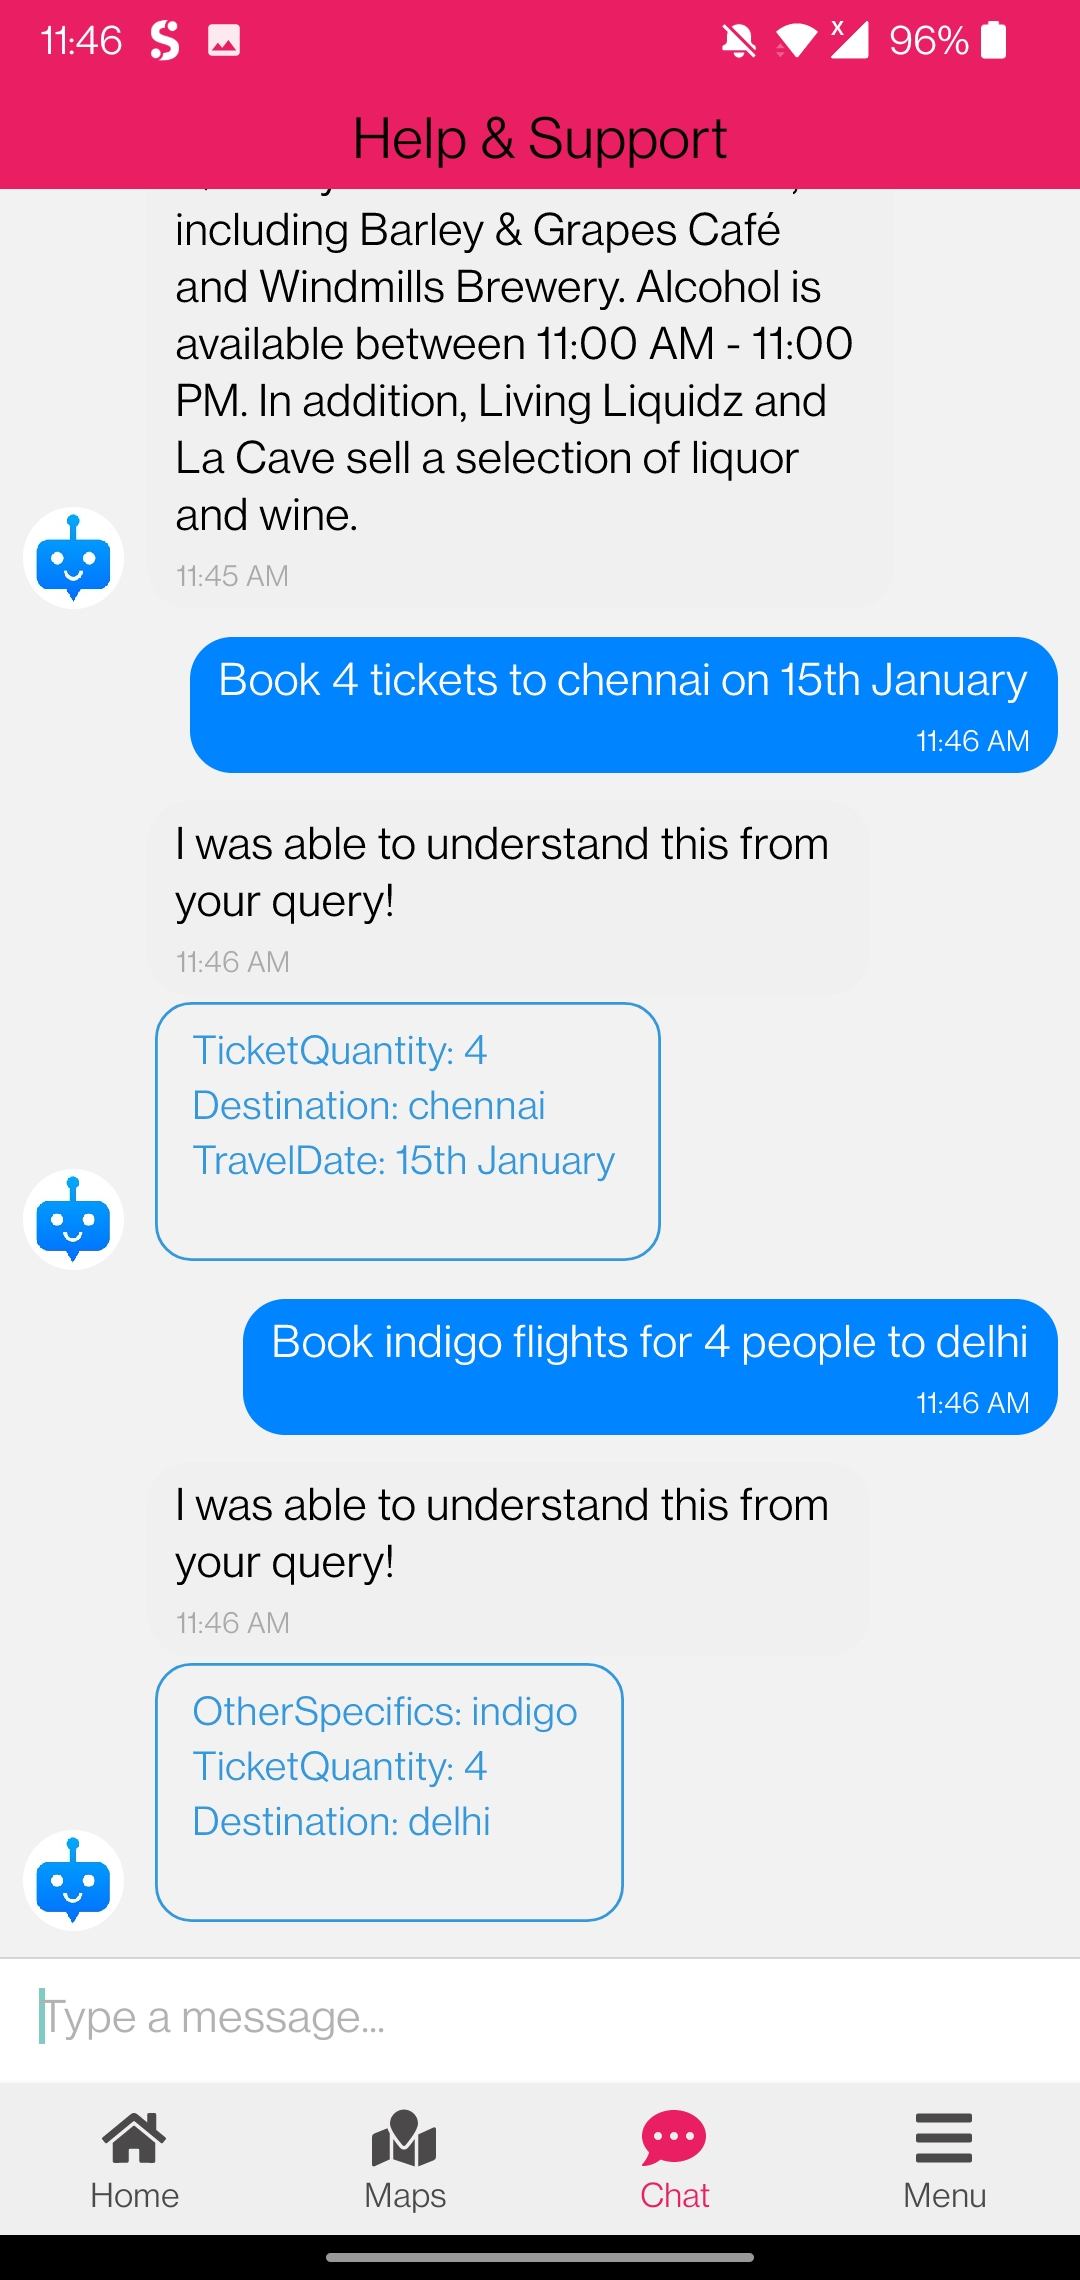 11:46
96%
Help & Support
including Barley & Grapes Café
and Windmills Brewery. Alcohol is
available between 11:00 AM - 11:00
PM. In addition, Living Liquidz and
La Cave sell a selection of liquor
and wine.
11:45 AM
Book 4 tickets to chennai on 15th January
11:46 AM
I was able to understand this from
your query!
11:46 AM
TicketQuantity: 4
Destination: chennai
TravelDate: 15th January
Book indigo flights for 4 people to delhi
11:46 AM
I was able to understand this from
your query!
11:46 AM
OtherSpecifics: indigo
TicketQuantity: 4
Destination: delhi
Type a message...
Home
Maps
Chat
Menu